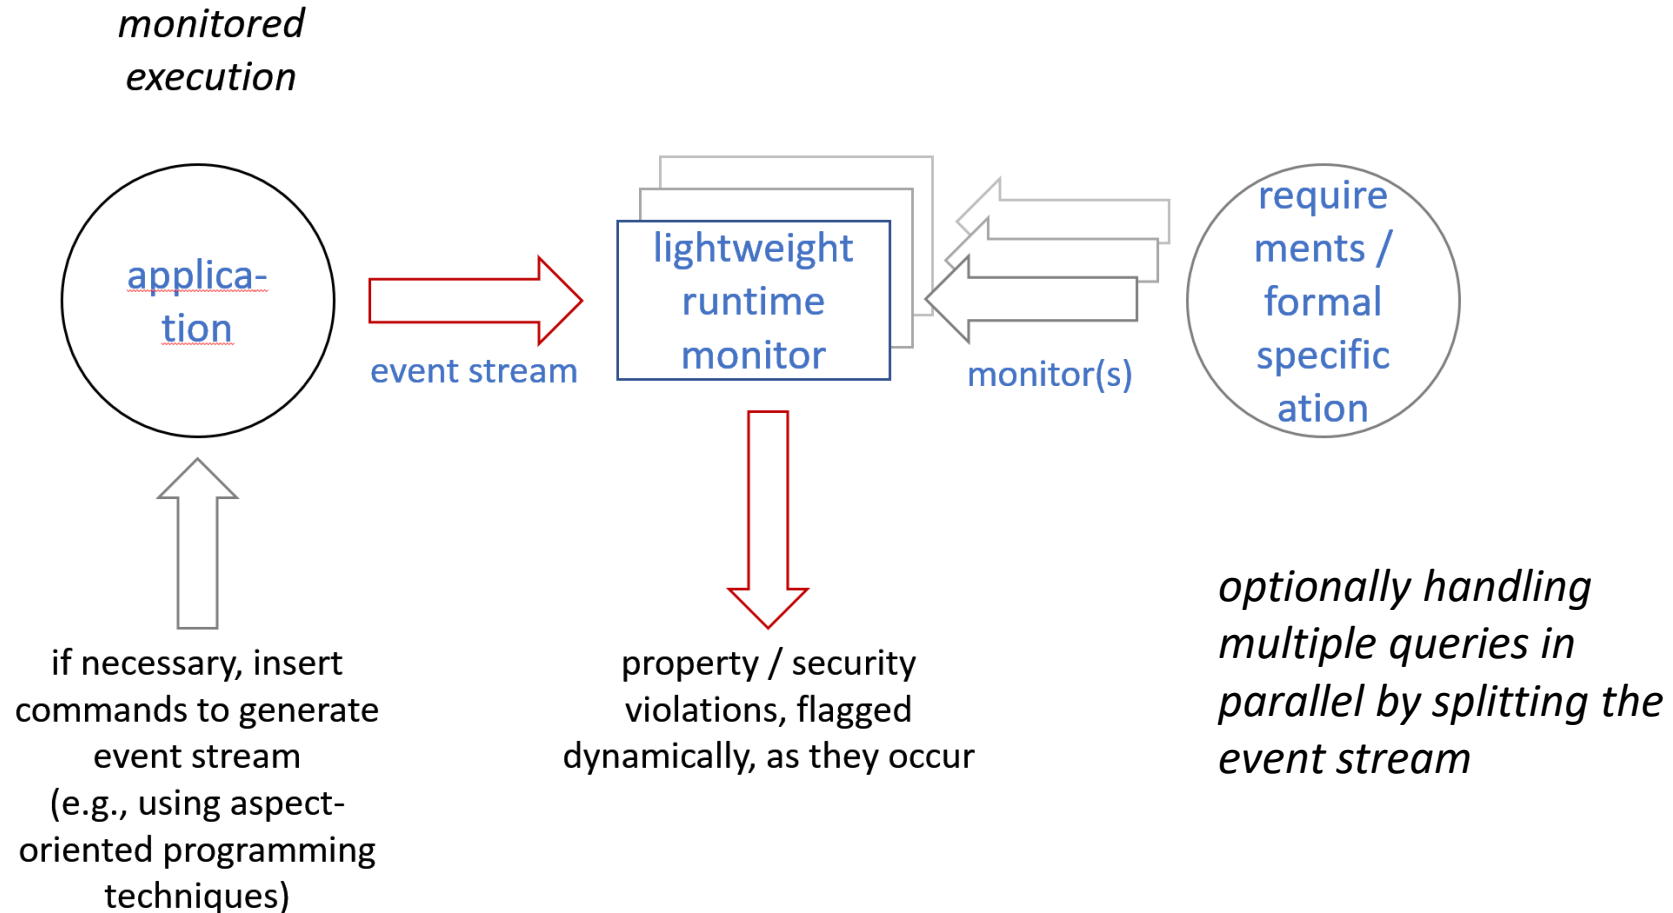 monitored
execution
applica-
tion
event stream
lightweight
runtime
monitor
monitor(s)
require
ments /
formal
specific
ation
if necessary, insert
commands to generate
event stream
(e.g., using aspect-
oriented programming
techniques)
property / security
violations, flagged
dynamically, as they occur
optionally handling
multiple queries in
parallel by splitting the
event stream